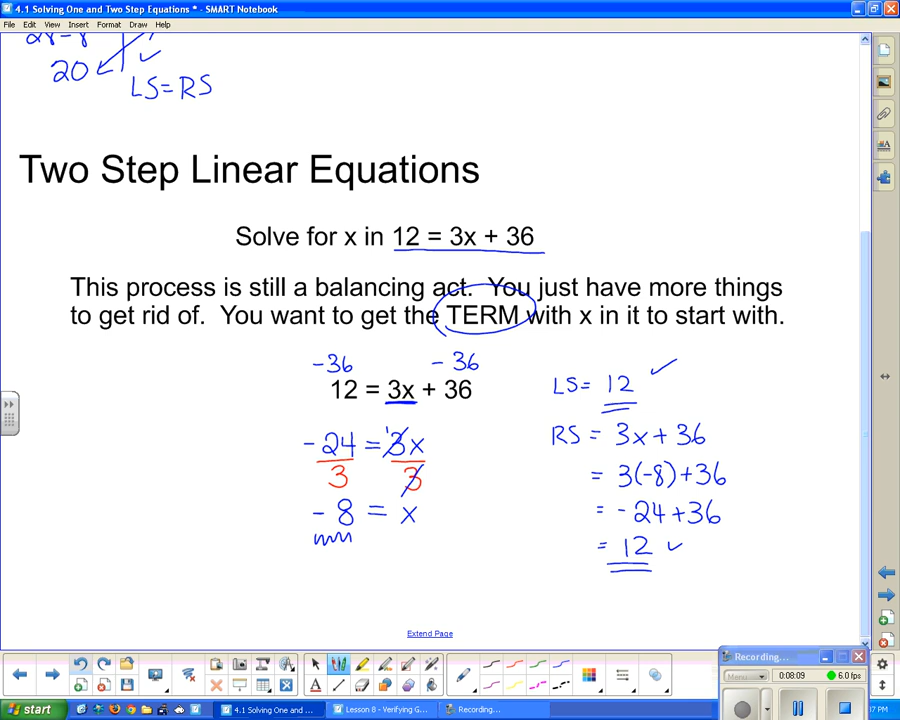 4.1 Solving One and Two Step Equations * - SMART Notebook
File Edit View Insert Format Draw Help
20
LS = RS
Two Step Linear Equations
Solve for x in 12 = 3x + 36
This process is still a balancing act. You just have more things
to get rid of. You want to get the TERM with x in it to start with.
-36 - 36
12 = 3x + 36
-24 = 3x
3 3
-8 = x
LS = 12 ✓
RS = 3x + 36
= 3(-8) + 36
= -24 + 36
= 12 ✓
Extend Page
Recording...
Menu
0:08:09 6.0 fps
start
4.1 Solving One and ...
Lesson 8 - Verifying G...
Recording...